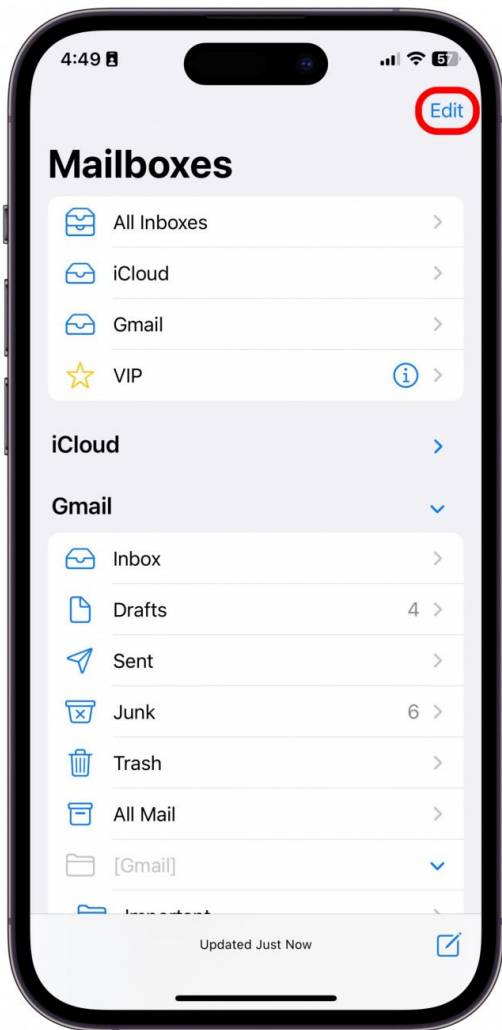 4:49 57
Edit
Mailboxes
All Inboxes
iCloud
Gmail
VIP
iCloud
Gmail
Inbox
Drafts 4
Sent
Junk 6
Trash
All Mail
[Gmail]
Important
Updated Just Now